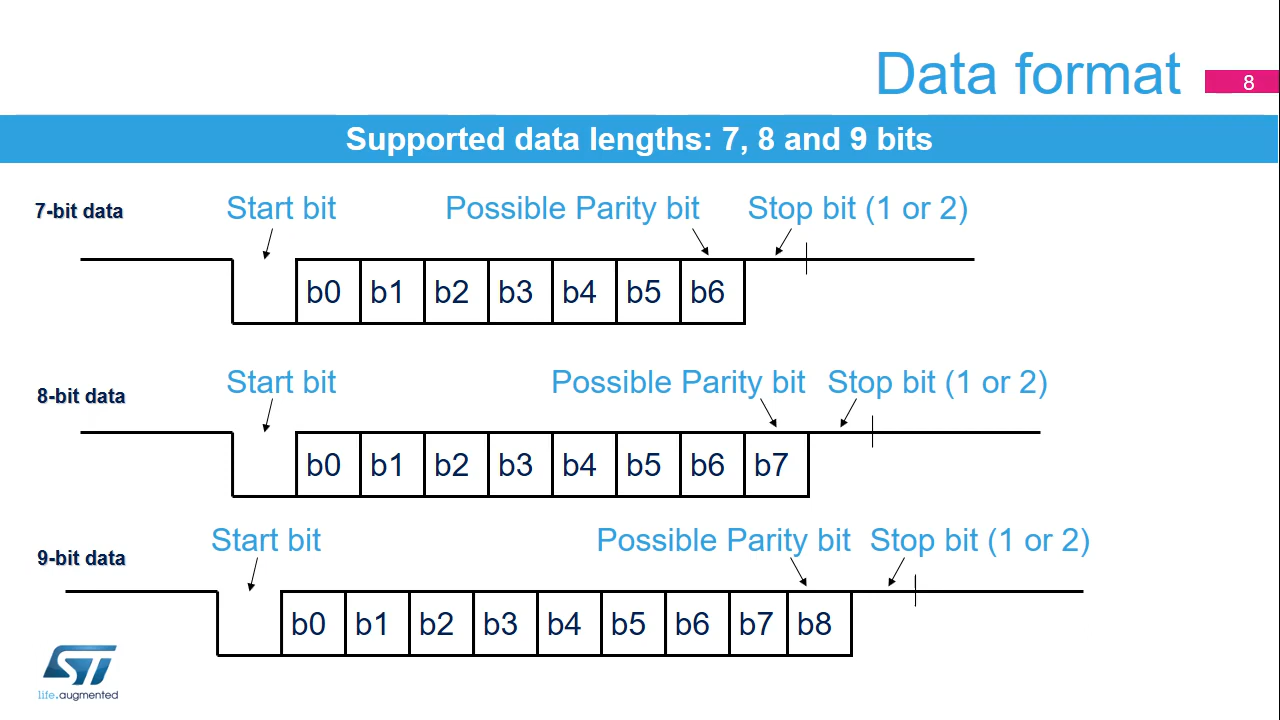 Data format
8
Supported data lengths: 7, 8 and 9 bits
7-bit data
Start bit
Possible Parity bit
Stop bit (1 or 2)
b0 b1 b2 b3 b4 b5 b6
8-bit data
Start bit
Possible Parity bit
Stop bit (1 or 2)
b0 b1 b2 b3 b4 b5 b6 b7
9-bit data
Start bit
Possible Parity bit
Stop bit (1 or 2)
b0 b1 b2 b3 b4 b5 b6 b7 b8
ST
life.augmented